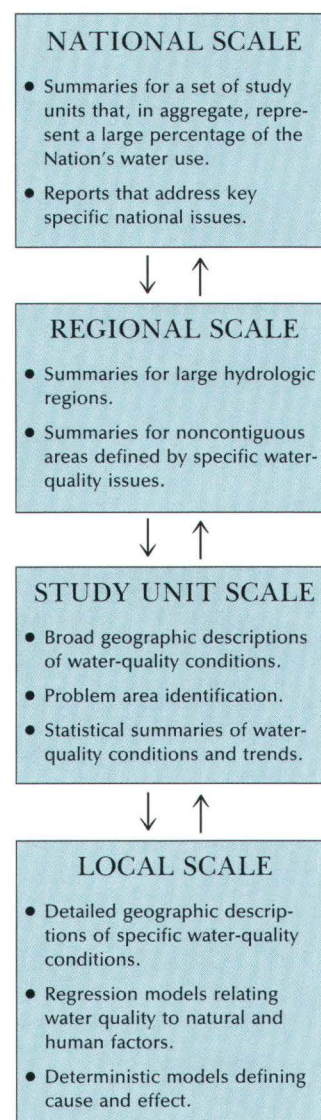 NATIONAL SCALE
● Summaries for a set of study
units that, in aggregate, repre-
sent a large percentage of the
Nation's water use.
● Reports that address key
specific national issues.
↓ ↑
REGIONAL SCALE
● Summaries for large hydrologic
regions.
● Summaries for noncontiguous
areas defined by specific water-
quality issues.
↓ ↑
STUDY UNIT SCALE
● Broad geographic descriptions
of water-quality conditions.
● Problem area identification.
● Statistical summaries of water-
quality conditions and trends.
↓ ↑
LOCAL SCALE
● Detailed geographic descrip-
tions of specific water-quality
conditions.
● Regression models relating
water quality to natural and
human factors.
● Deterministic models defining
cause and effect.